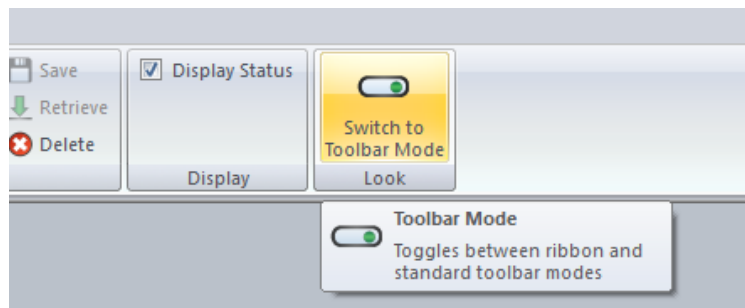 Save
Retrieve
Delete
Display Status
Display
Switch to
Toolbar Mode
Look
Toolbar Mode
Toggles between ribbon and
standard toolbar modes